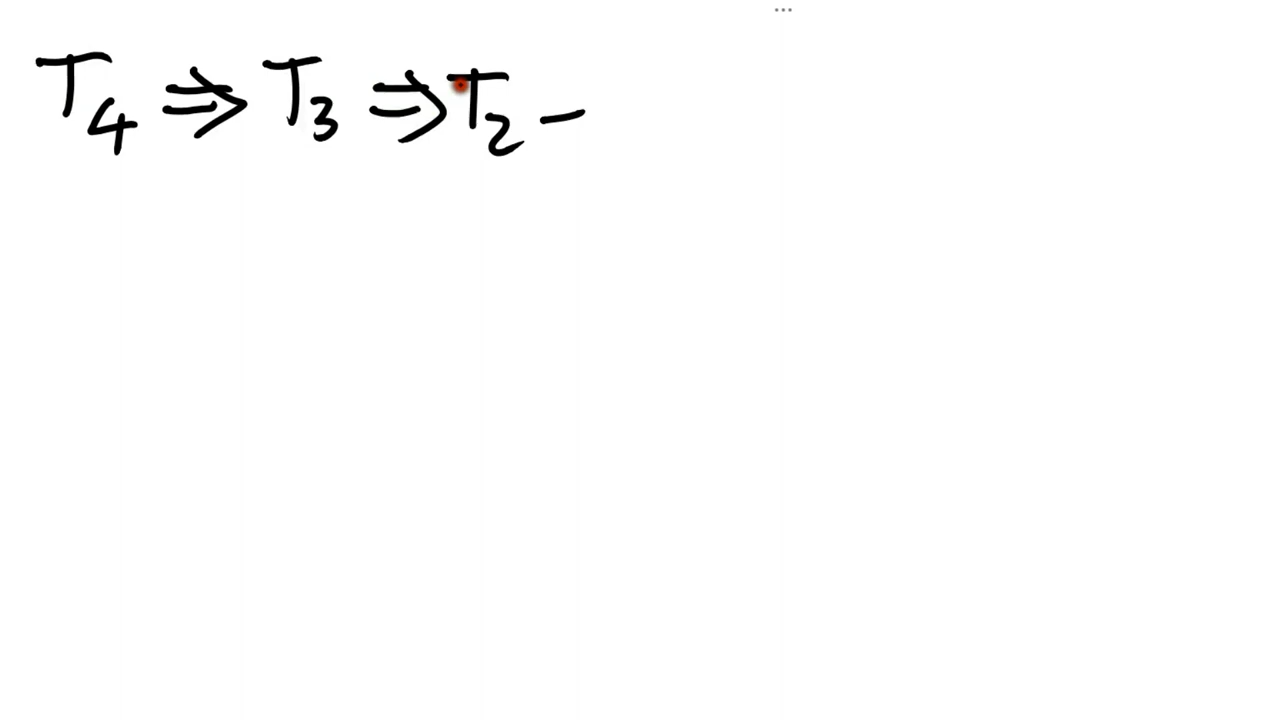 T₄ ⇒ T₃ ⇒ T₂ –